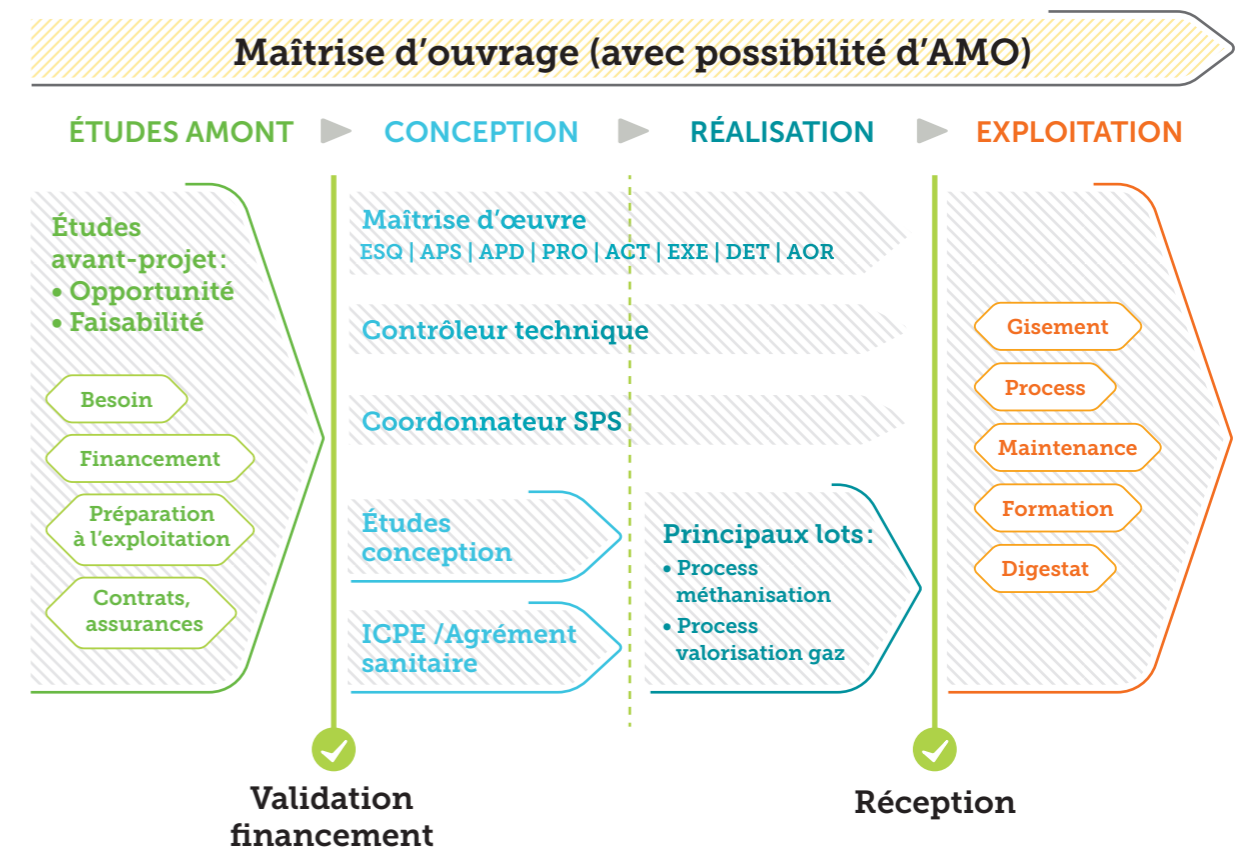 Maîtrise d’ouvrage (avec possibilité d’AMO)
ÉTUDES AMONT
CONCEPTION
RÉALISATION
EXPLOITATION
Études
avant-projet :
• Opportunité
• Faisabilité
Besoin
Financement
Préparation
à l’exploitation
Contrats,
assurances
Maîtrise d’œuvre
ESQ | APS | APD | PRO | ACT | EXE | DET | AOR
Contrôleur technique
Coordonnateur SPS
Études
conception
ICPE /Agrément
sanitaire
Principaux lots :
• Process
méthanisation
• Process
valorisation gaz
Gisement
Process
Maintenance
Formation
Digestat
Validation
financement
Réception